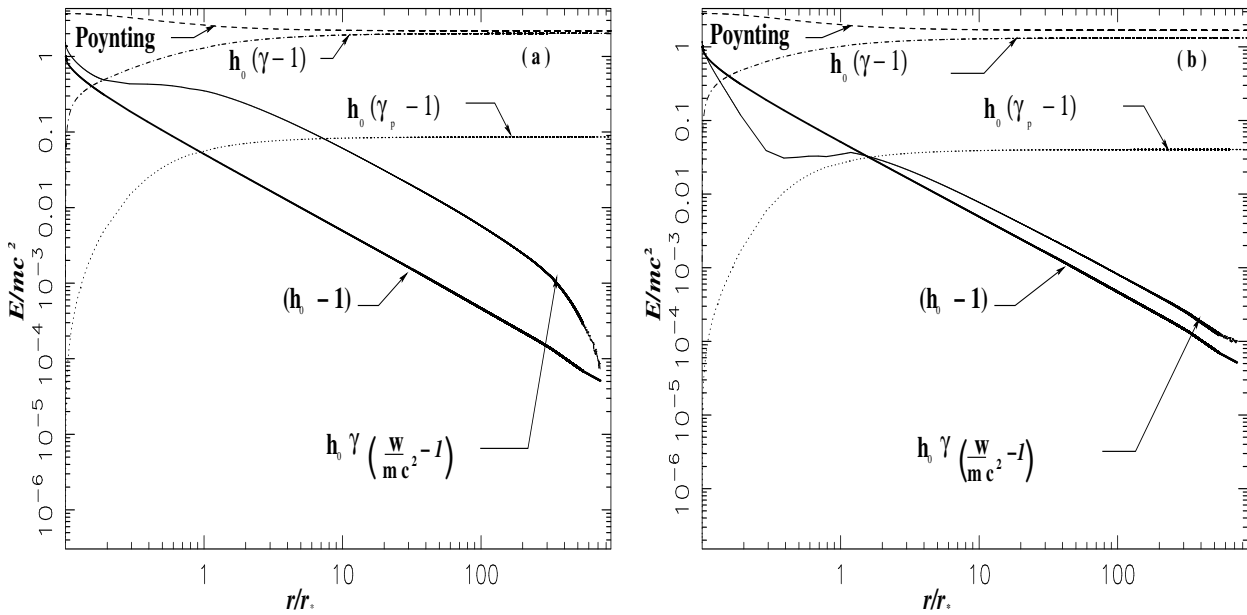 Poynting
h₀ (γ−1)
(a)
h₀ (γₚ −1)
(h₀ −1)
h₀ γ (w/mc² −1)
E/mc²
1
0.1
0.01
10⁻³
10⁻⁴
10⁻⁵
10⁻⁶
1 10 100
r/r*
Poynting
h₀ (γ−1)
(b)
h₀ (γₚ −1)
(h₀ −1)
h₀ γ (w/mc² −1)
E/mc²
1
0.1
0.01
10⁻³
10⁻⁴
10⁻⁵
10⁻⁶
1 10 100
r/r*